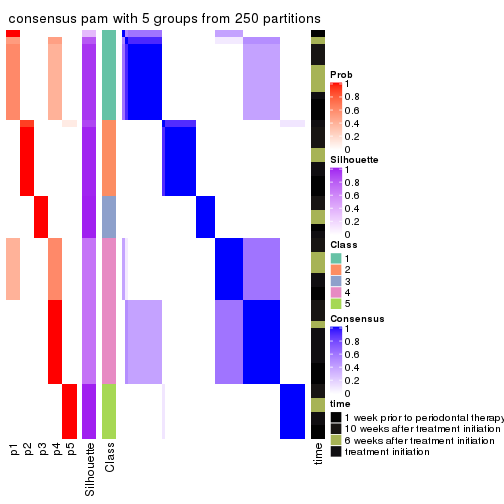 consensus pam with 5 groups from 250 partitions
Prob
1
0.8
0.6
0.4
0.2
0
Silhouette
1
0.8
0.6
0.4
0.2
0
Class
1
2
3
4
5
Consensus
1
0.8
0.6
0.4
0.2
0
time
1 week prior to periodontal therapy
10 weeks after treatment initiation
6 weeks after treatment initiation
treatment initiation
p1
p2
p3
p4
p5
Silhouette
Class
time